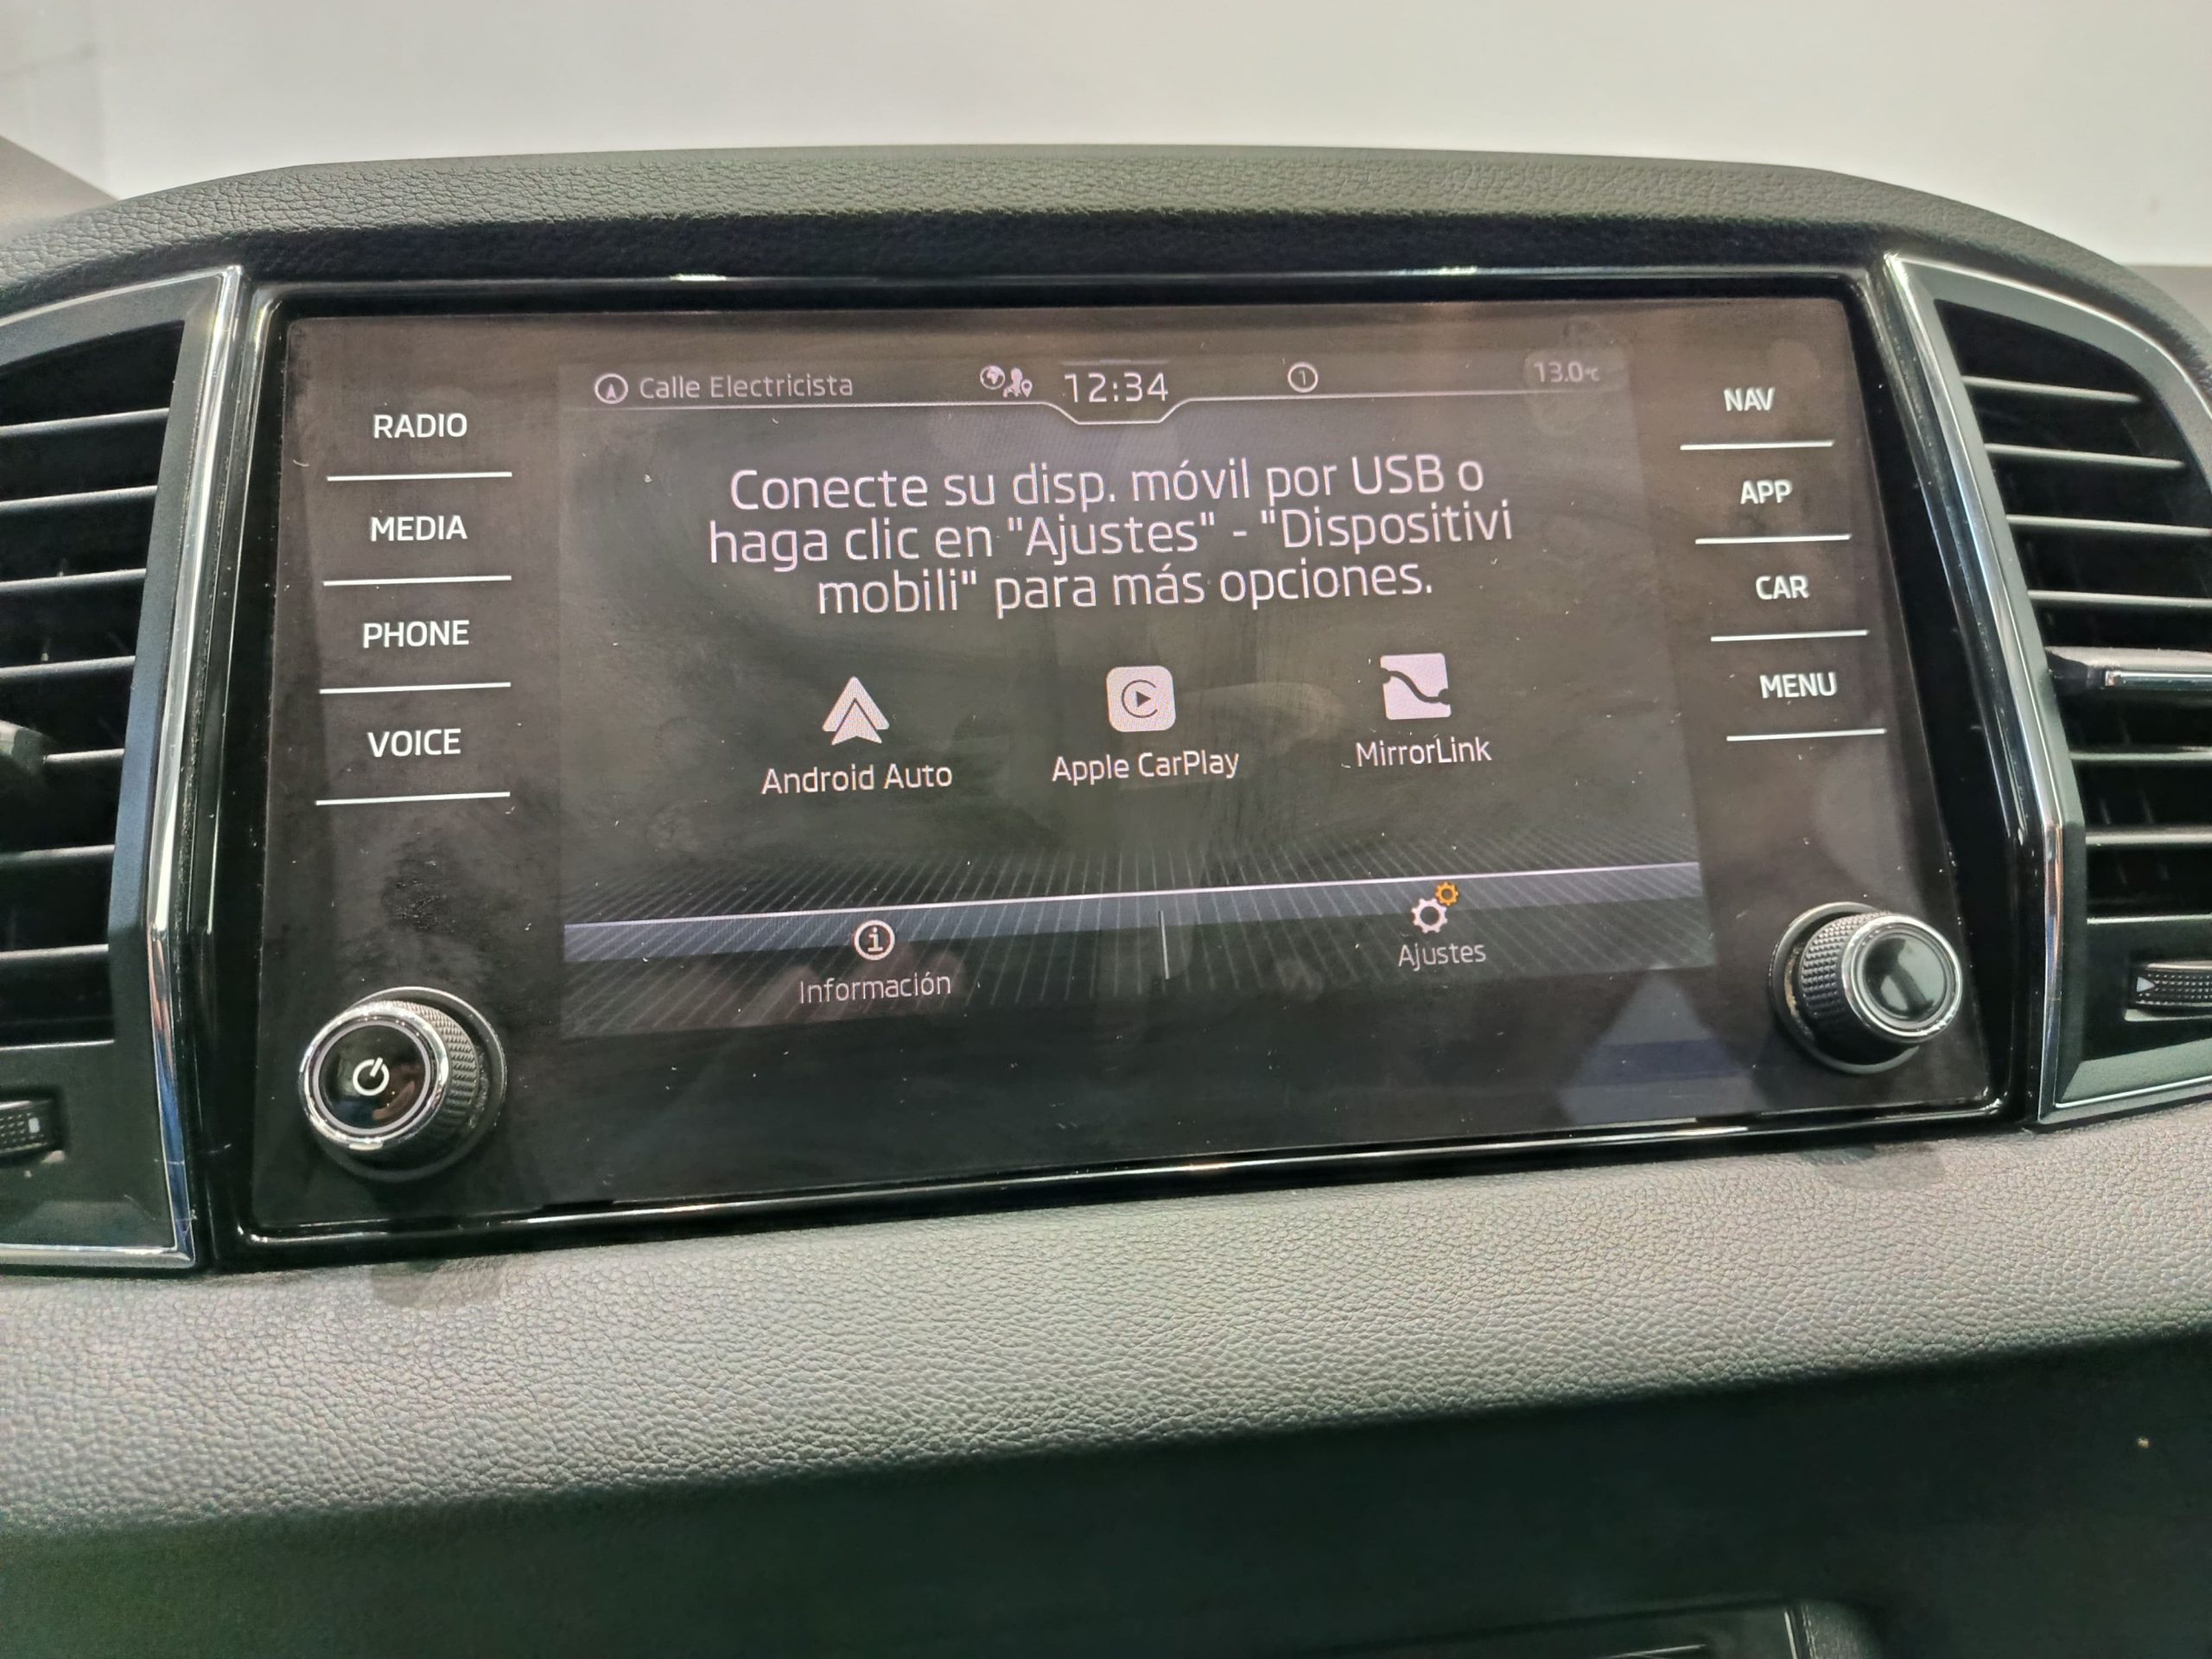 Calle Electricista
12:34
1
13.0°C
RADIO
MEDIA
PHONE
VOICE
Conecte su disp. móvil por USB o
haga clic en "Ajustes" - "Dispositivi
mobili" para más opciones.
Android Auto
Apple CarPlay
MirrorLink
Información
Ajustes
NAV
APP
CAR
MENU